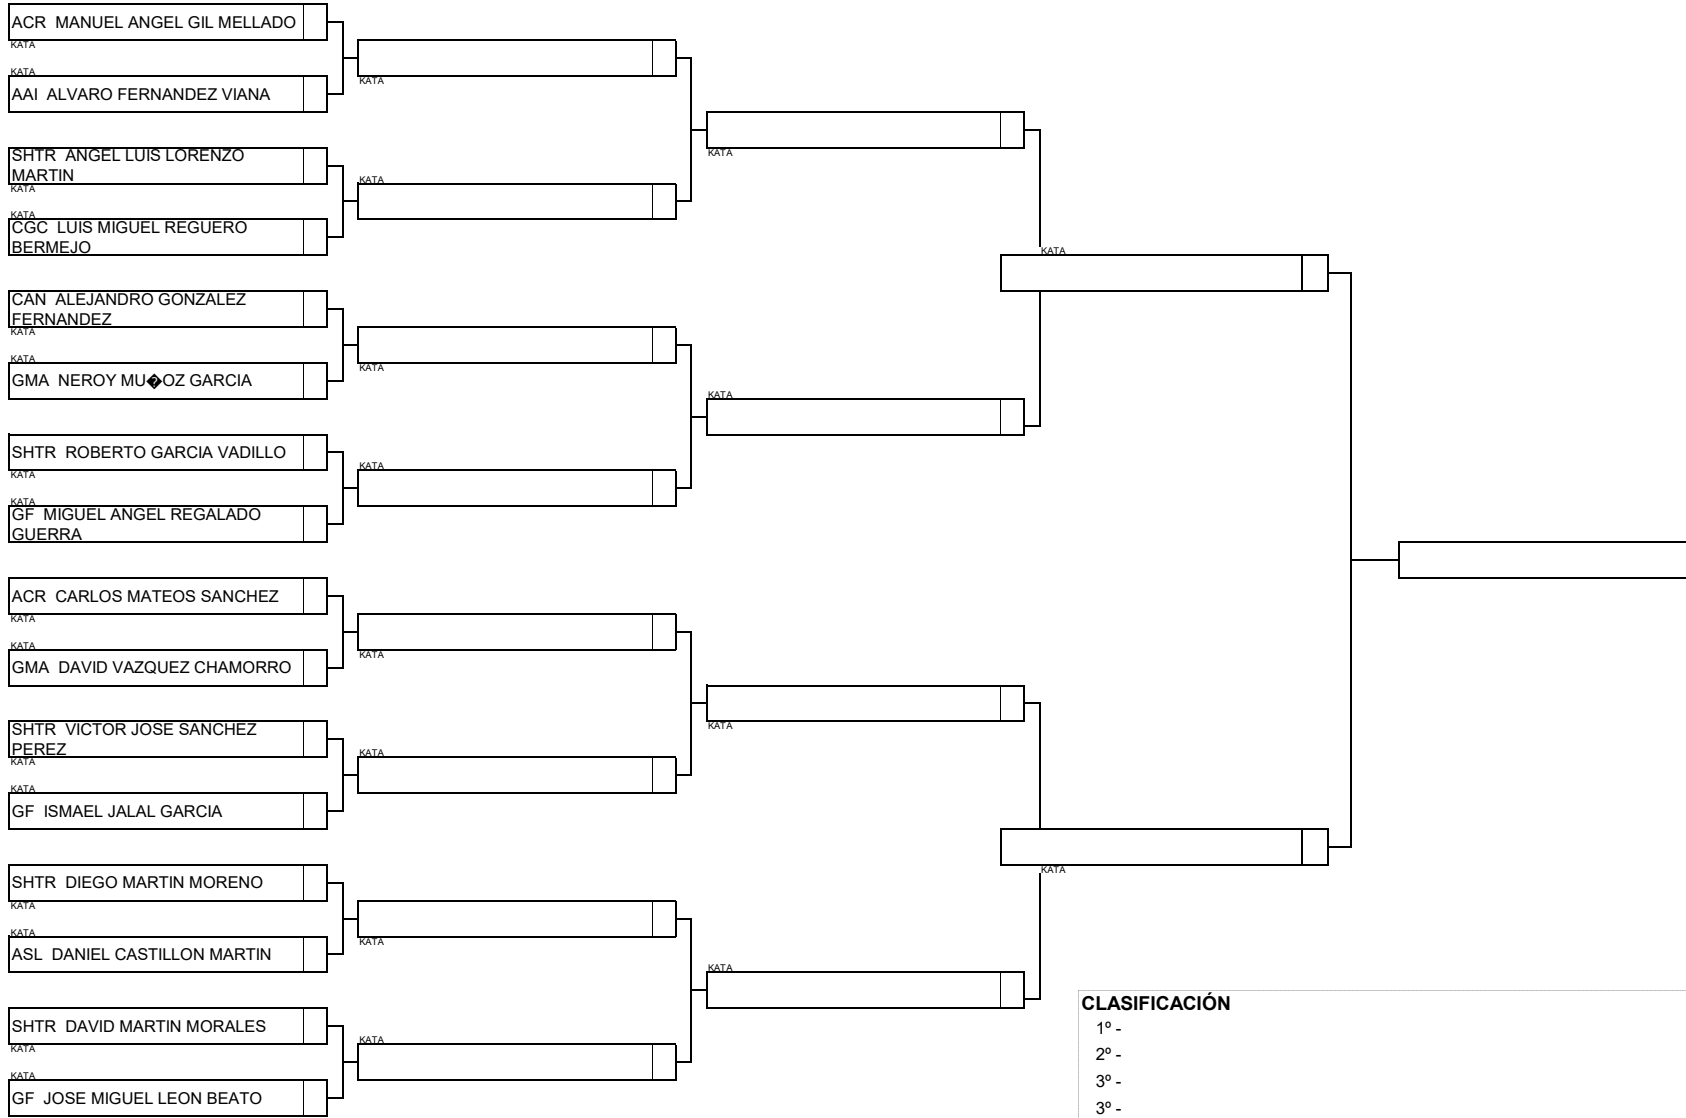 ACR  MANUEL ANGEL GIL MELLADO
KATA
KATA
AAI  ALVARO FERNANDEZ VIANA
SHTR  ANGEL LUIS LORENZO
MARTIN
KATA
KATA
CGC  LUIS MIGUEL REGUERO
BERMEJO
CAN  ALEJANDRO GONZALEZ
FERNANDEZ
KATA
KATA
GMA  NEROY MU�OZ GARCIA
SHTR  ROBERTO GARCIA VADILLO
KATA
KATA
GF  MIGUEL ANGEL REGALADO
GUERRA
ACR  CARLOS MATEOS SANCHEZ
KATA
KATA
GMA  DAVID VAZQUEZ CHAMORRO
SHTR  VICTOR JOSE SANCHEZ
PEREZ
KATA
KATA
GF  ISMAEL JALAL GARCIA
SHTR  DIEGO MARTIN MORENO
KATA
KATA
ASL  DANIEL CASTILLON MARTIN
SHTR  DAVID MARTIN MORALES
KATA
KATA
GF  JOSE MIGUEL LEON BEATO
KATA
KATA
KATA
KATA
KATA
KATA
KATA
KATA
KATA
KATA
KATA
KATA
KATA
KATA
CLASIFICACIÓN
1º -
2º -
3º -
3º -